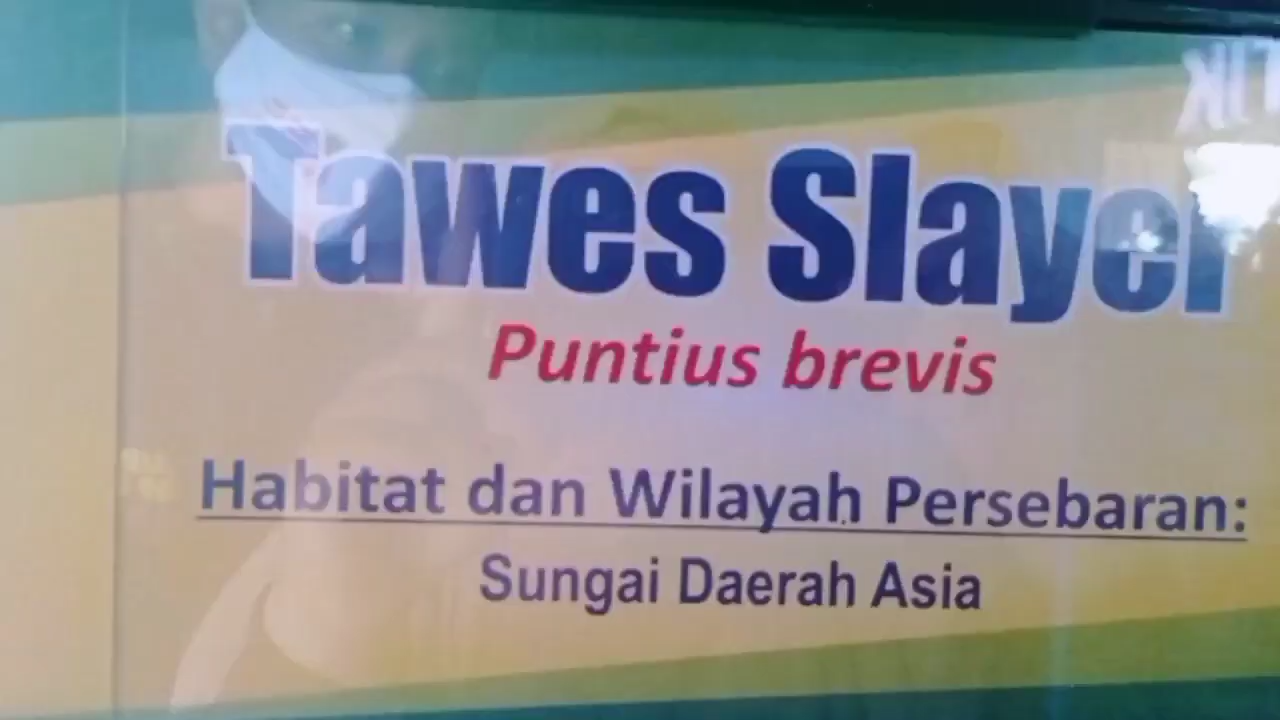 Tawes Slayer
Puntius brevis
Habitat dan Wilayah Persebaran:
Sungai Daerah Asia